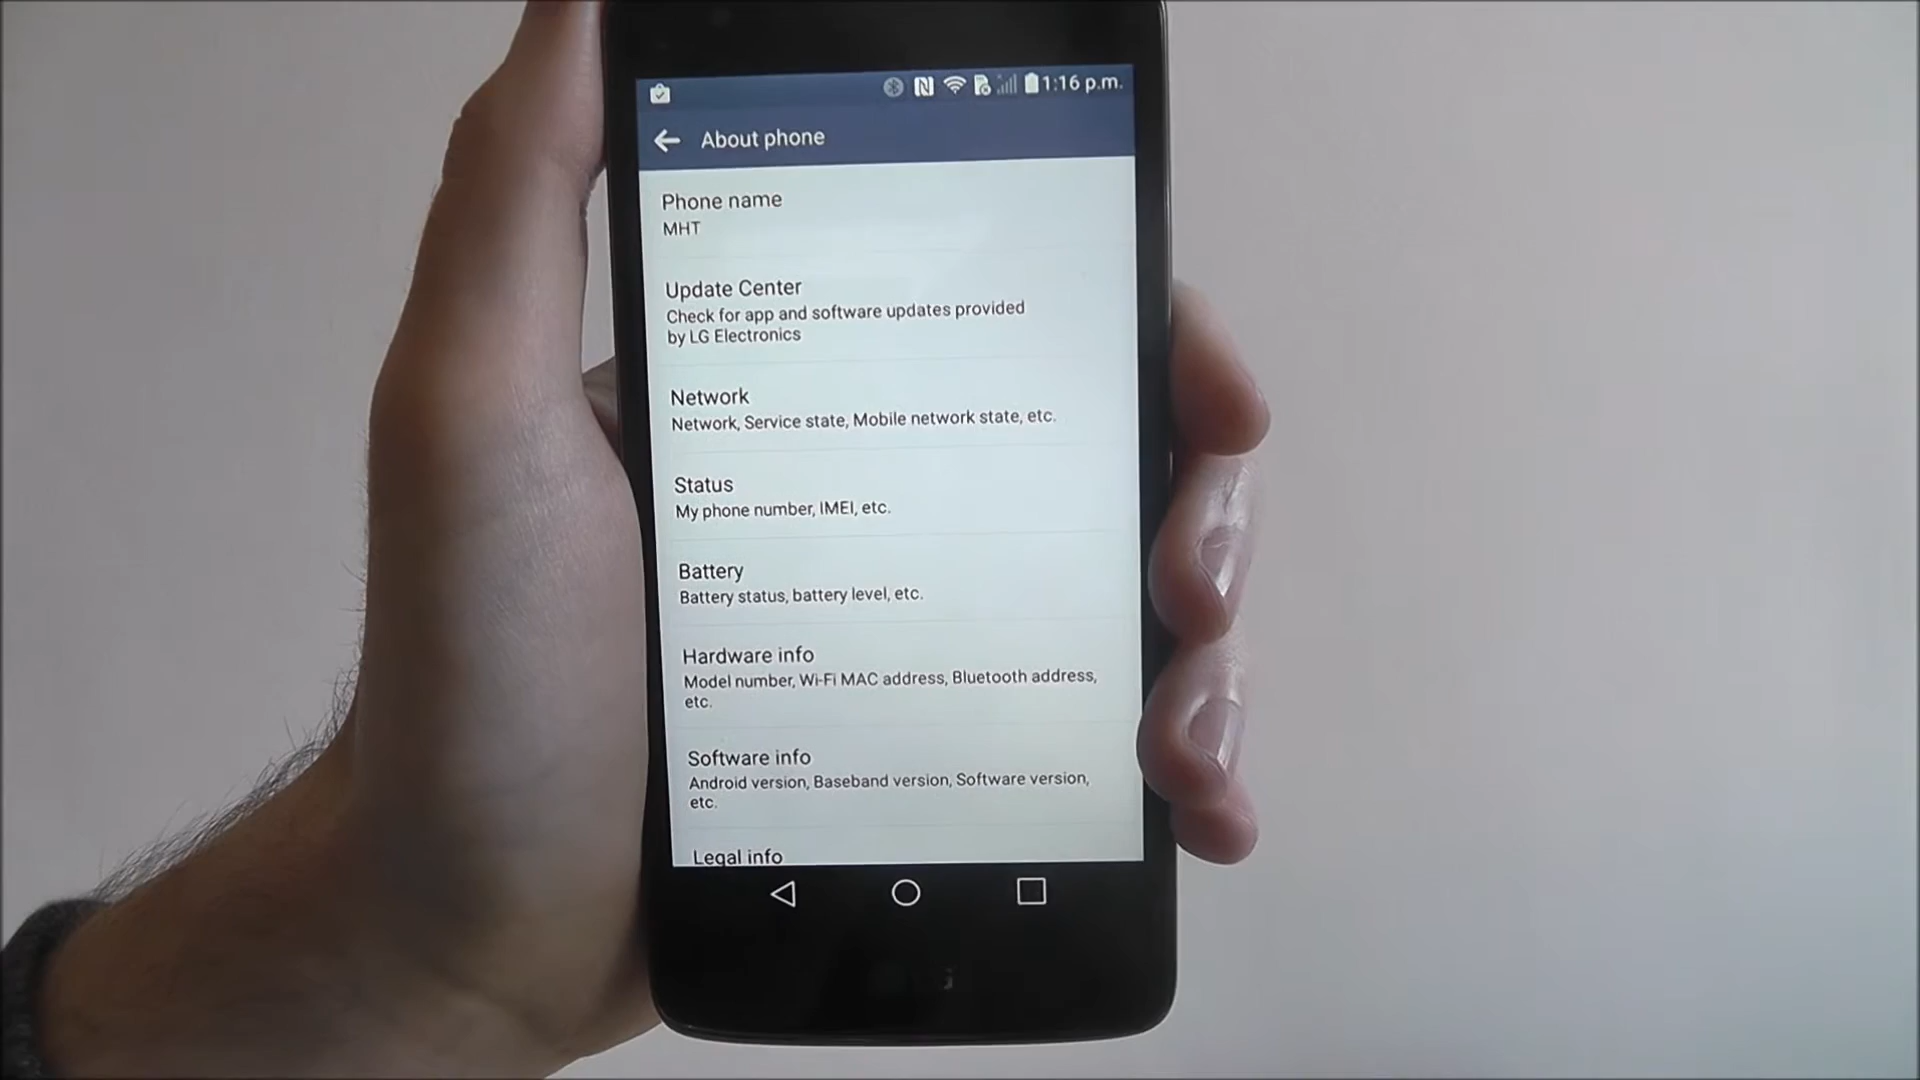 1:16 p.m.
About phone
Phone name
MHT
Update Center
Check for app and software updates provided
by LG Electronics
Network
Network, Service state, Mobile network state, etc.
Status
My phone number, IMEI, etc.
Battery
Battery status, battery level, etc.
Hardware info
Model number, Wi-Fi MAC address, Bluetooth address,
etc.
Software info
Android version, Baseband version, Software version,
etc.
Legal info